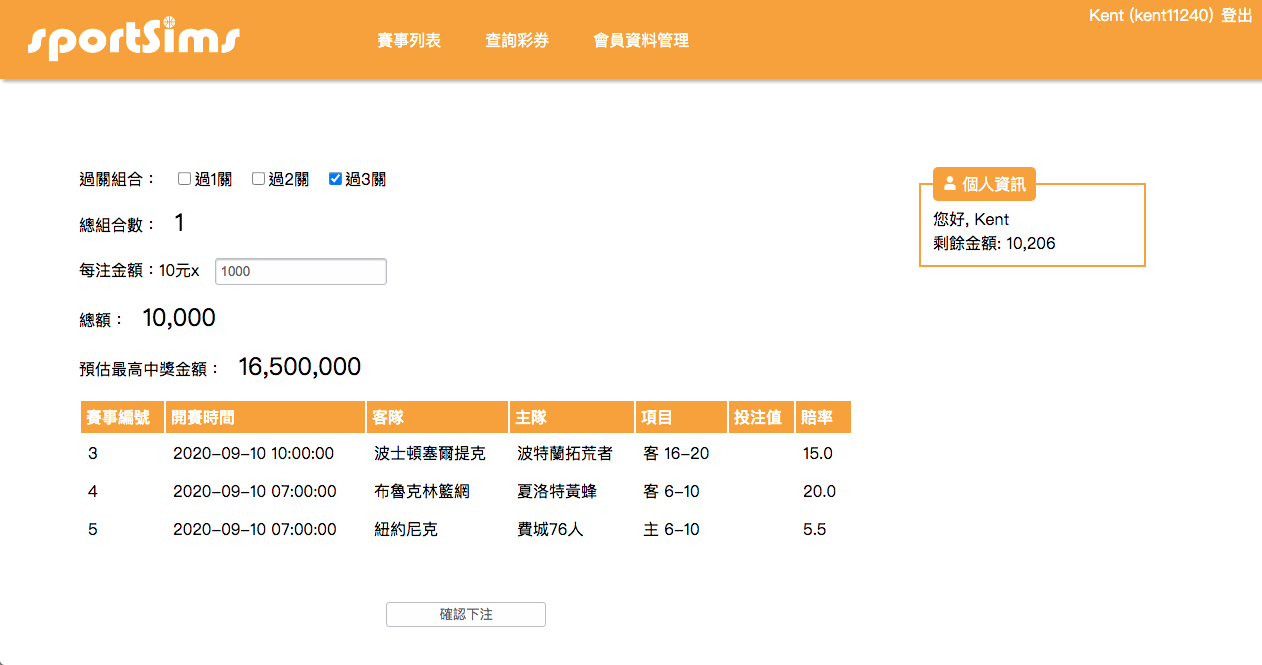 sportSims
賽事列表 查詢彩券 會員資料管理
Kent (kent11240) 登出
過關組合： 過1關 過2關 過3關
總組合數： 1
每注金額：10元x 1000
總額： 10,000
預估最高中獎金額： 16,500,000
個人資訊
您好, Kent
剩餘金額: 10,206
賽事編號 開賽時間 客隊 主隊 項目 投注值 賠率
3 2020-09-10 10:00:00 波士頓塞爾提克 波特蘭拓荒者 客 16-20 15.0
4 2020-09-10 07:00:00 布魯克林籃網 夏洛特黃蜂 客 6-10 20.0
5 2020-09-10 07:00:00 紐約尼克 費城76人 主 6-10 5.5
確認下注